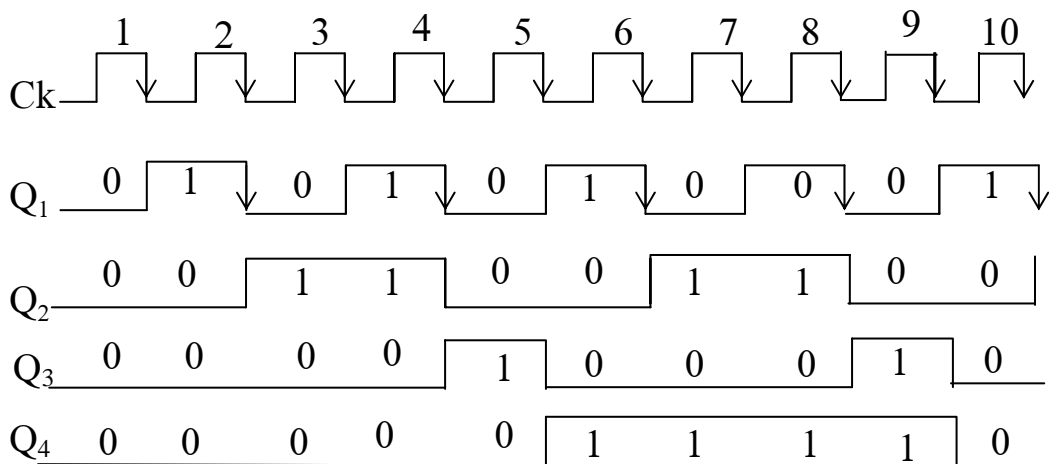 1 2 3 4 5 6 7 8 9 10
Ck
Q1 0 1 0 1 0 1 0 0 0 1
Q2 0 0 1 1 0 0 1 1 0 0
Q3 0 0 0 0 1 0 0 0 1 0
Q4 0 0 0 0 0 1 1 1 1 0